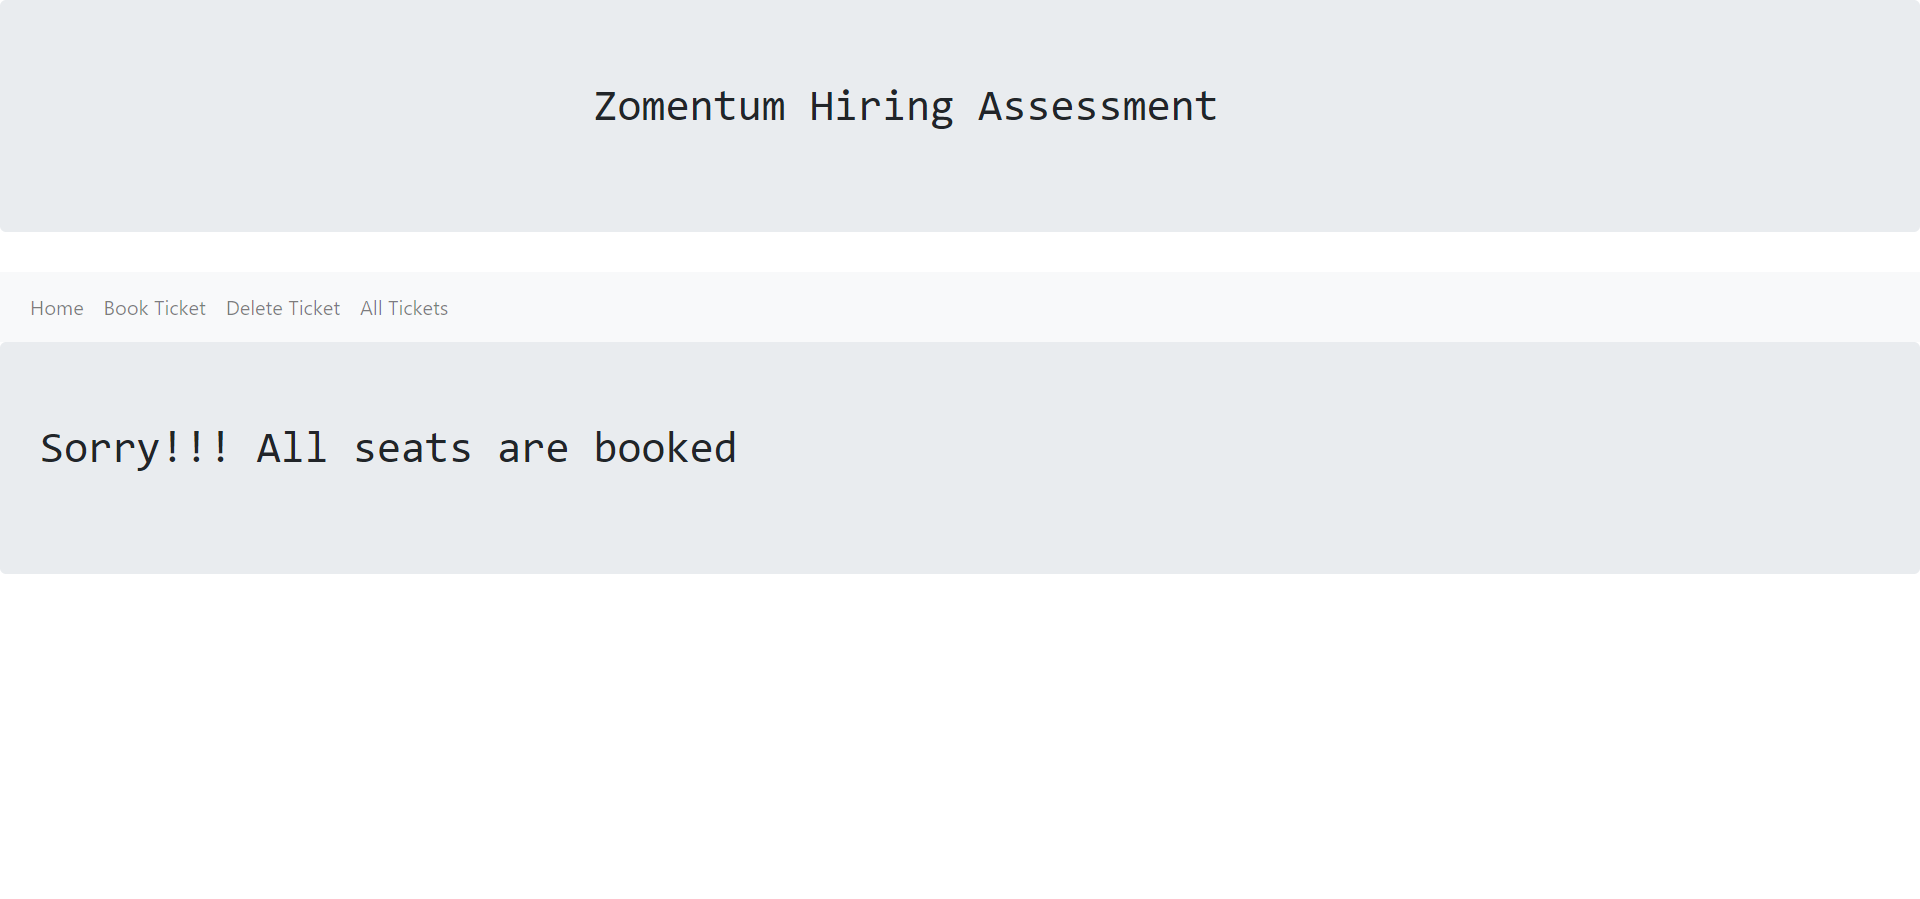 Zomentum Hiring Assessment
Home Book Ticket Delete Ticket All Tickets
Sorry!!! All seats are booked